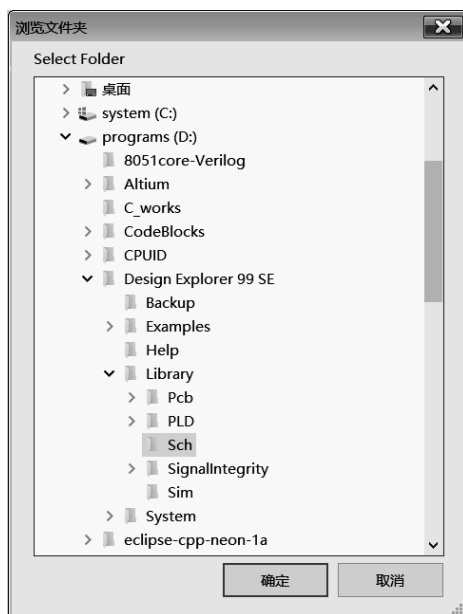 浏览文件夹
Select Folder
桌面
system (C:)
programs (D:)
8051core-Verilog
Altium
C_works
CodeBlocks
CPUID
Design Explorer 99 SE
Backup
Examples
Help
Library
Pcb
PLD
Sch
SignalIntegrity
Sim
System
eclipse-cpp-neon-1a
确定 取消